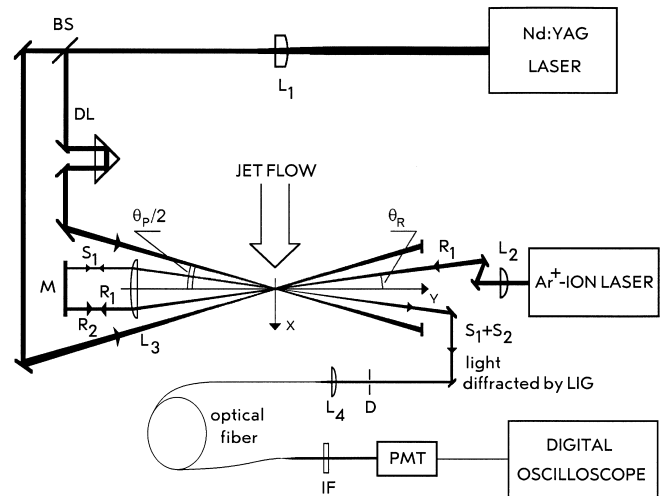 BS
Nd:YAG
LASER
L1
DL
JET FLOW
θP/2
θR
S1
R1
L2
M
R1
R2
L3
Y
X
Ar+-ION LASER
S1+S2
light
diffracted by LIG
L4
D
optical
fiber
IF
PMT
DIGITAL
OSCILLOSCOPE